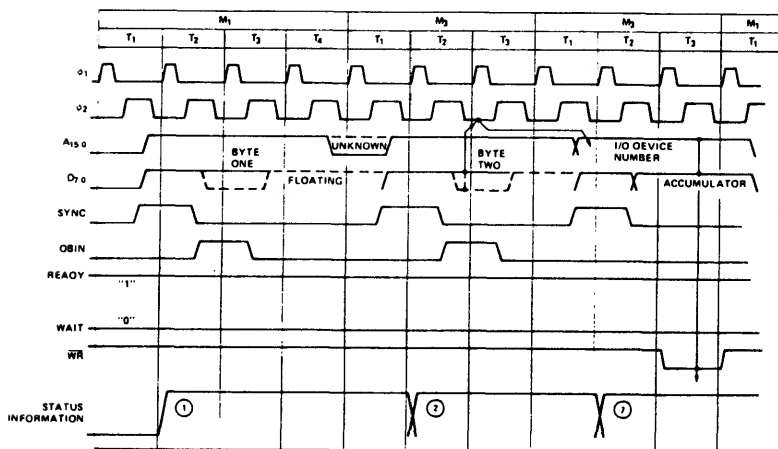 M1 M3 M3 M1
T1 T2 T3 T4 T1 T2 T3 T1 T2 T3 T1
φ1
φ2
A15 0 UNKNOWN I/O DEVICE NUMBER
BYTE ONE BYTE TWO
D7 0 FLOATING ACCUMULATOR
SYNC
OBIN
READY "1"
WAIT "0"
WR
STATUS INFORMATION 1 2 7